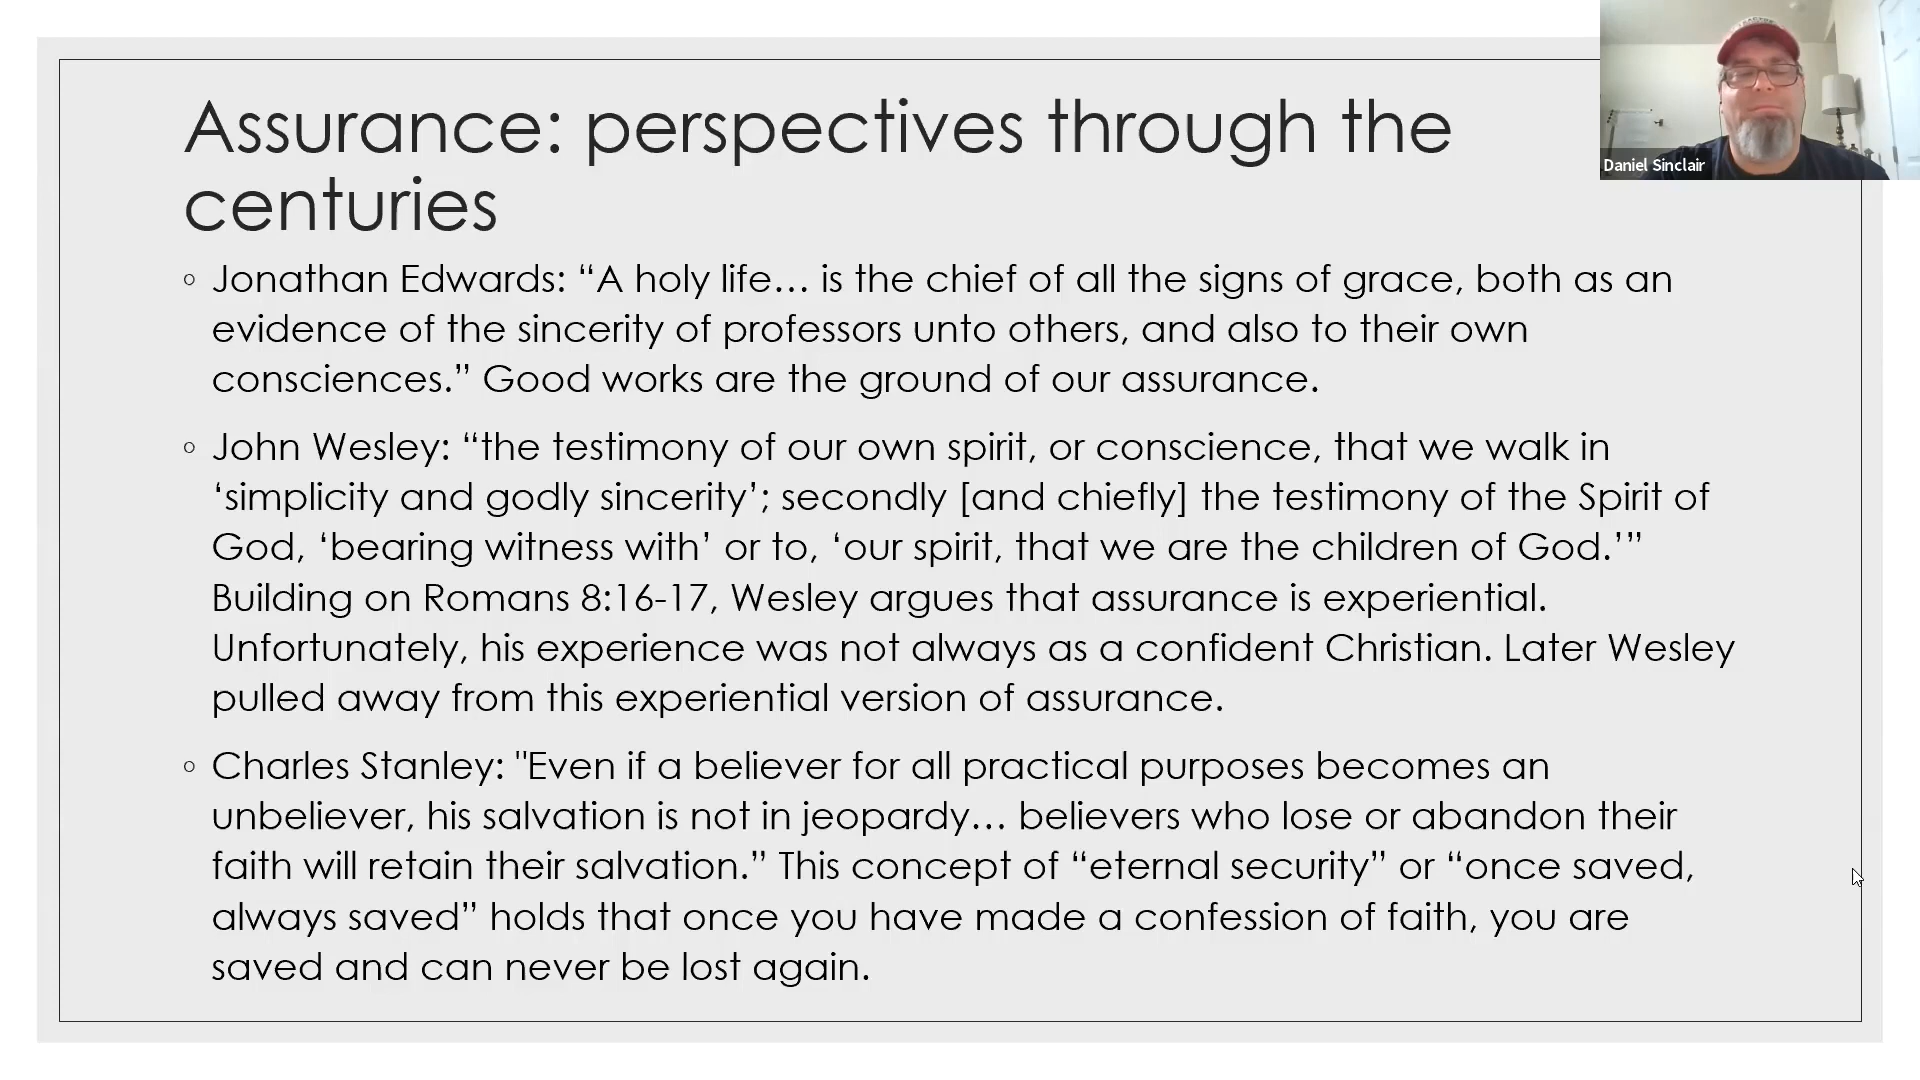 Assurance: perspectives through the
centuries
Daniel Sinclair
◦ Jonathan Edwards: “A holy life… is the chief of all the signs of grace, both as an
evidence of the sincerity of professors unto others, and also to their own
consciences.” Good works are the ground of our assurance.
◦ John Wesley: “the testimony of our own spirit, or conscience, that we walk in
‘simplicity and godly sincerity’; secondly [and chiefly] the testimony of the Spirit of
God, ‘bearing witness with’ or to, ‘our spirit, that we are the children of God.’”
Building on Romans 8:16-17, Wesley argues that assurance is experiential.
Unfortunately, his experience was not always as a confident Christian. Later Wesley
pulled away from this experiential version of assurance.
◦ Charles Stanley: "Even if a believer for all practical purposes becomes an
unbeliever, his salvation is not in jeopardy… believers who lose or abandon their
faith will retain their salvation.” This concept of “eternal security” or “once saved,
always saved” holds that once you have made a confession of faith, you are
saved and can never be lost again.